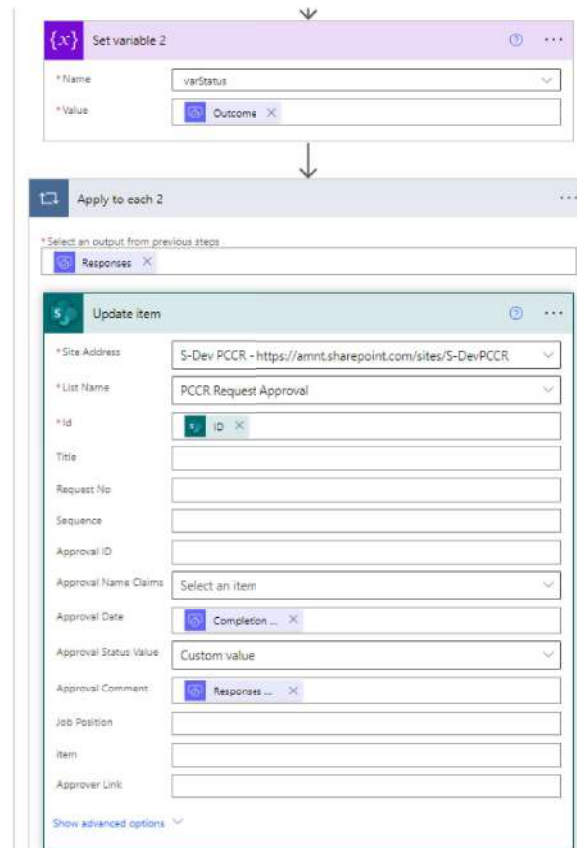 {x} Set variable 2
* Name varStatus
* Value Outcome
Apply to each 2
* Select an output from previous steps
Responses
Update item
* Site Address S-Dev PCCR - https://amnt.sharepoint.com/sites/S-DevPCCR
* List Name PCCR Request Approval
* Id ID
Title
Request No
Sequence
Approval ID
Approval Name Claims Select an item
Approval Date Completion ...
Approval Status Value Custom value
Approval Comment Responses ...
Job Position
Item
Approver Link
Show advanced options